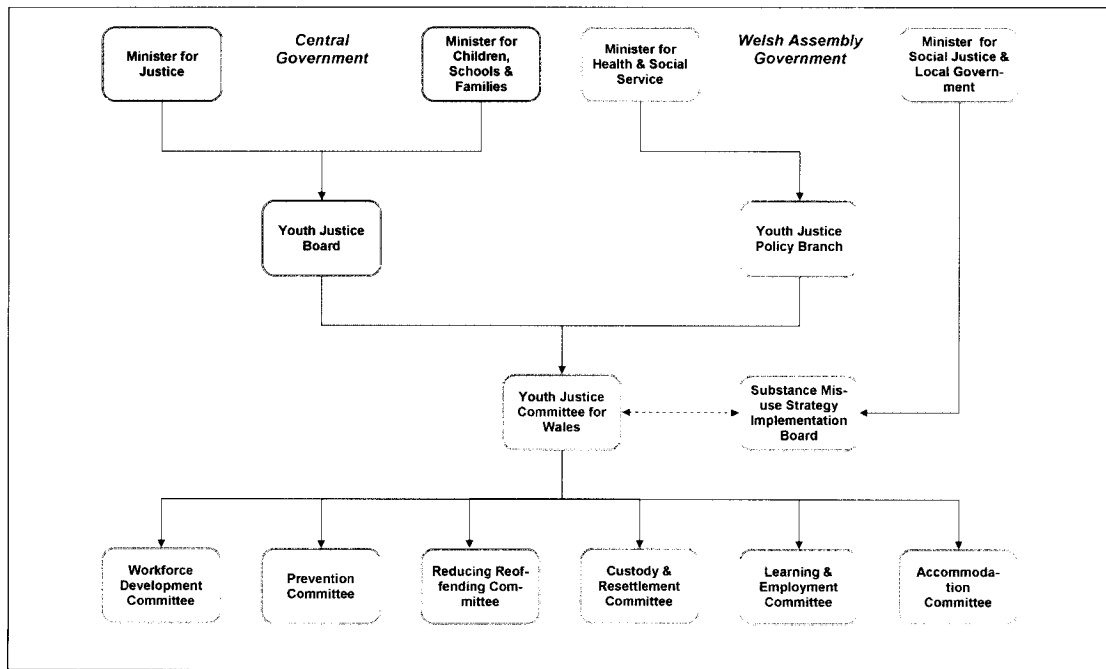 Minister for
Justice
Central
Government
Minister for
Children,
Schools &
Families
Minister for
Health & Social
Service
Welsh Assembly
Government
Minister for
Social Justice &
Local Govern-
ment
Youth Justice
Board
Youth Justice
Policy Branch
Youth Justice
Committee for
Wales
Substance Mis-
use Strategy
Implementation
Board
Workforce
Development
Committee
Prevention
Committee
Reducing Reof-
fending Com-
mittee
Custody &
Resettlement
Committee
Learning &
Employment
Committee
Accommoda-
tion
Committee